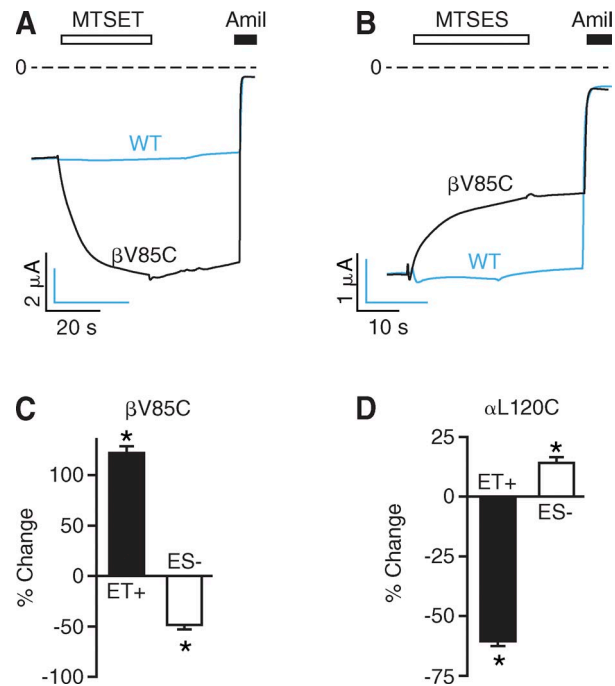 A
MTSET
Amil
0
WT
βV85C
2 μA
20 s
B
MTSES
Amil
0
βV85C
WT
1 μA
10 s
C
βV85C
% Change
100
50
0
-50
-100
*
ET+
ES-
*
D
αL120C
% Change
25
0
-25
-50
-75
ET+
*
*
ES-